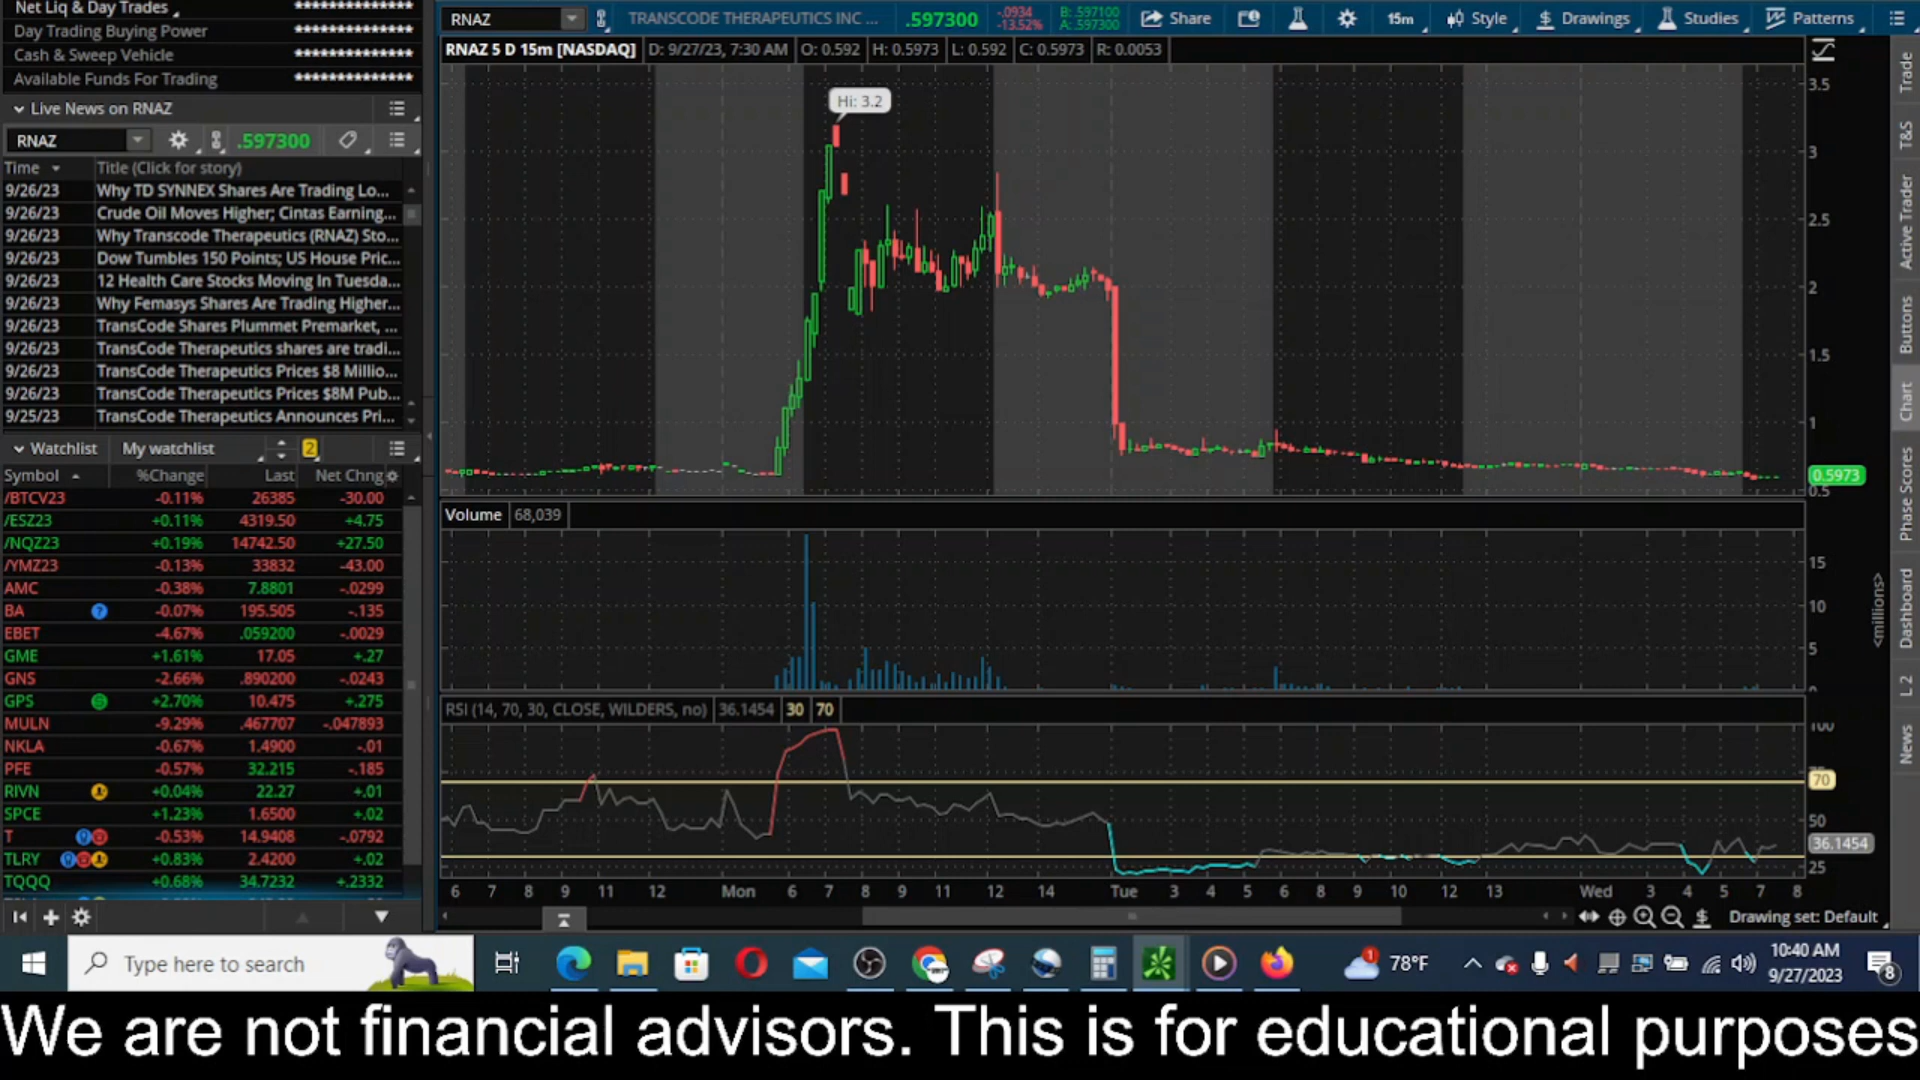 Net Liq & Day Trades **************
Day Trading Buying Power **************
Cash & Sweep Vehicle **************
Available Funds For Trading **************
Live News on RNAZ
RNAZ .597300
Time Title (Click for story)
9/26/23 Why TD SYNNEX Shares Are Trading Lo...
9/26/23 Crude Oil Moves Higher; Cintas Earning...
9/26/23 Why Transcode Therapeutics (RNAZ) Sto...
9/26/23 Dow Tumbles 150 Points; US House Pric...
9/26/23 12 Health Care Stocks Moving In Tuesda...
9/26/23 Why Femasys Shares Are Trading Higher...
9/26/23 TransCode Shares Plummet Premarket, ...
9/26/23 TransCode Therapeutics shares are tradi...
9/26/23 TransCode Therapeutics Prices $8 Millio...
9/26/23 TransCode Therapeutics Prices $8M Pub...
9/25/23 TransCode Therapeutics Announces Pri...
Watchlist My watchlist 2
Symbol %Change Last Net Chng
/BTCV23 -0.11% 26385 -30.00
/ESZ23 +0.11% 4319.50 +4.75
/NQZ23 +0.19% 14742.50 +27.50
/YMZ23 -0.13% 33832 -43.00
AMC -0.38% 7.8801 -.0299
BA -0.07% 195.505 -.135
EBET -4.67% .059200 -.0029
GME +1.61% 17.05 +.27
GNS -2.66% .890200 -.0243
GPS +2.70% 10.475 +.275
MULN -9.29% .467707 -.047893
NKLA -0.67% 1.4900 -.01
PFE -0.57% 32.215 -.185
RIVN +0.04% 22.27 +.01
SPCE +1.23% 1.6500 +.02
T -0.53% 14.9408 -.0792
TLRY +0.83% 2.4200 +.02
TQQQ +0.68% 34.7232 +.2332
RNAZ TRANSCODE THERAPEUTICS INC ... .597300 -.0934 -13.52% B: .597100 A: .597300 Share 15m Style Drawings Studies Patterns
RNAZ 5 D 15m [NASDAQ] D: 9/27/23, 7:30 AM O: 0.592 H: 0.5973 L: 0.592 C: 0.5973 R: 0.0053
Hi: 3.2
3.5
3
2.5
2
1.5
1
0.5973
0.5
Volume 68,039
15
10
5
<millions>
RSI (14, 70, 30, CLOSE, WILDERS, no) 36.1454 30 70
100
70
50
36.1454
25
6 7 8 9 11 12 Mon 6 7 8 9 11 12 14 Tue 3 4 5 6 8 9 10 12 13 Wed 3 4 5 7 8
Drawing set: Default
Trade
T&S
Active Trader
Buttons
Chart
Phase Scores
Dashboard
L 2
News
Type here to search
1 78°F
10:40 AM
9/27/2023
8
We are not financial advisors. This is for educational purposes